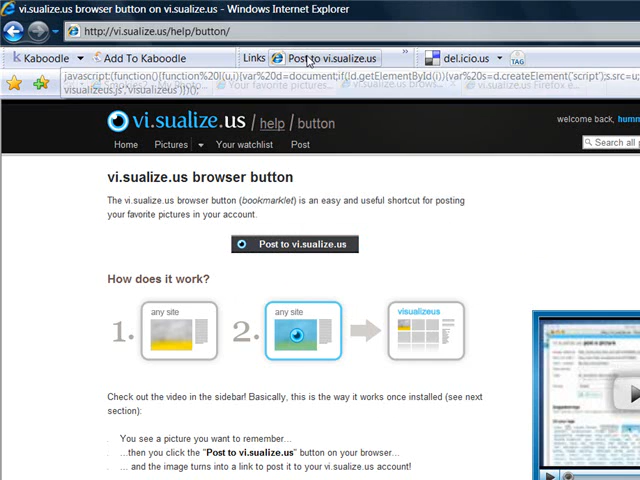 vi.sualize.us browser button on vi.sualize.us - Windows Internet Explorer
http://vi.sualize.us/help/button/
k Kaboodle Add To Kaboodle Links Post to vi.sualize.us » del.icio.us TAG
javascript:(function(){function%20l(u,i){var%20d=document;if(!d.getElementById(i)){var%20s=d.createElement('script');s.src=u;
visualizeus.js','visualizeus')})();
vi.sualize.us / help / button
welcome back, humm
Home Pictures Your watchlist Post
Search all p
vi.sualize.us browser button
The vi.sualize.us browser button (bookmarklet) is an easy and useful shortcut for posting
your favorite pictures in your account.
Post to vi.sualize.us
How does it work?
1. any site 2. any site visualizeus
Check out the video in the sidebar! Basically, this is the way it works once installed (see next
section):
You see a picture you want to remember...
...then you click the "Post to vi.sualize.us" button on your browser...
... and the image turns into a link to post it to your vi.sualize.us account!